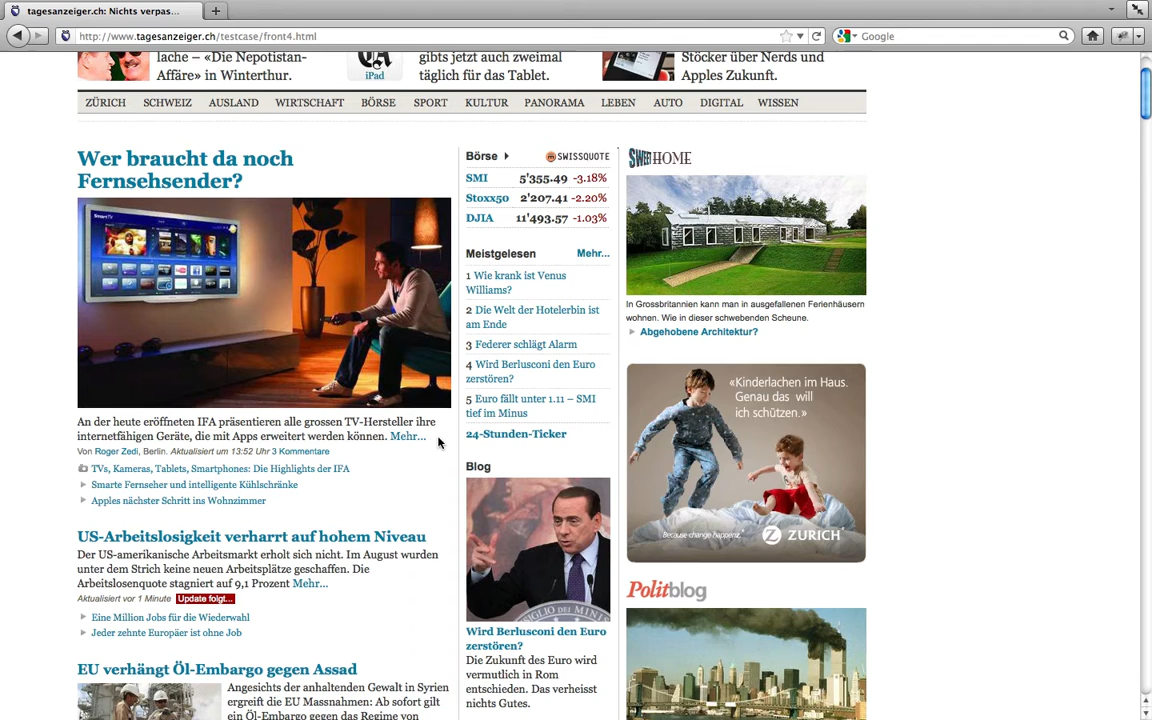 tagesanzeiger.ch: Nichts verpas...
http://www.tagesanzeiger.ch/testcase/front4.html
Google
lache – «Die Nepotistan-
Affäre» in Winterthur.
iPad
gibts jetzt auch zweimal
täglich für das Tablet.
Stöcker über Nerds und
Apples Zukunft.
ZÜRICH SCHWEIZ AUSLAND WIRTSCHAFT BÖRSE SPORT KULTUR PANORAMA LEBEN AUTO DIGITAL WISSEN
Wer braucht da noch
Fernsehsender?
SmartTV
An der heute eröffneten IFA präsentieren alle grossen TV-Hersteller ihre
internetfähigen Geräte, die mit Apps erweitert werden können. Mehr...
Von Roger Zedi, Berlin. Aktualisiert um 13:52 Uhr 3 Kommentare
TVs, Kameras, Tablets, Smartphones: Die Highlights der IFA
Smarte Fernseher und intelligente Kühlschränke
Apples nächster Schritt ins Wohnzimmer
US-Arbeitslosigkeit verharrt auf hohem Niveau
Der US-amerikanische Arbeitsmarkt erholt sich nicht. Im August wurden
unter dem Strich keine neuen Arbeitsplätze geschaffen. Die
Arbeitslosenquote stagniert auf 9,1 Prozent Mehr...
Aktualisiert vor 1 Minute Update folgt...
Eine Million Jobs für die Wiederwahl
Jeder zehnte Europäer ist ohne Job
EU verhängt Öl-Embargo gegen Assad
Angesichts der anhaltenden Gewalt in Syrien
ergreift die EU Massnahmen: Ab sofort gilt
ein Öl-Embargo gegen das Regime von
Börse SWISSQUOTE
SMI 5'355.49 -3.18%
Stoxx50 2'207.41 -2.20%
DJIA 11'493.57 -1.03%
Meistgelesen Mehr...
1 Wie krank ist Venus
Williams?
2 Die Welt der Hotelerbin ist
am Ende
3 Federer schlägt Alarm
4 Wird Berlusconi den Euro
zerstören?
5 Euro fällt unter 1.11 – SMI
tief im Minus
24-Stunden-Ticker
Blog
Wird Berlusconi den Euro
zerstören?
Die Zukunft des Euro wird
vermutlich in Rom
entschieden. Das verheisst
nichts Gutes.
SWEET HOME
In Grossbritannien kann man in ausgefallenen Ferienhäusern
wohnen. Wie in dieser schwebenden Scheune.
Abgehobene Architektur?
«Kinderlachen im Haus.
Genau das will
ich schützen.»
Because change happenz.
ZURICH
Politblog